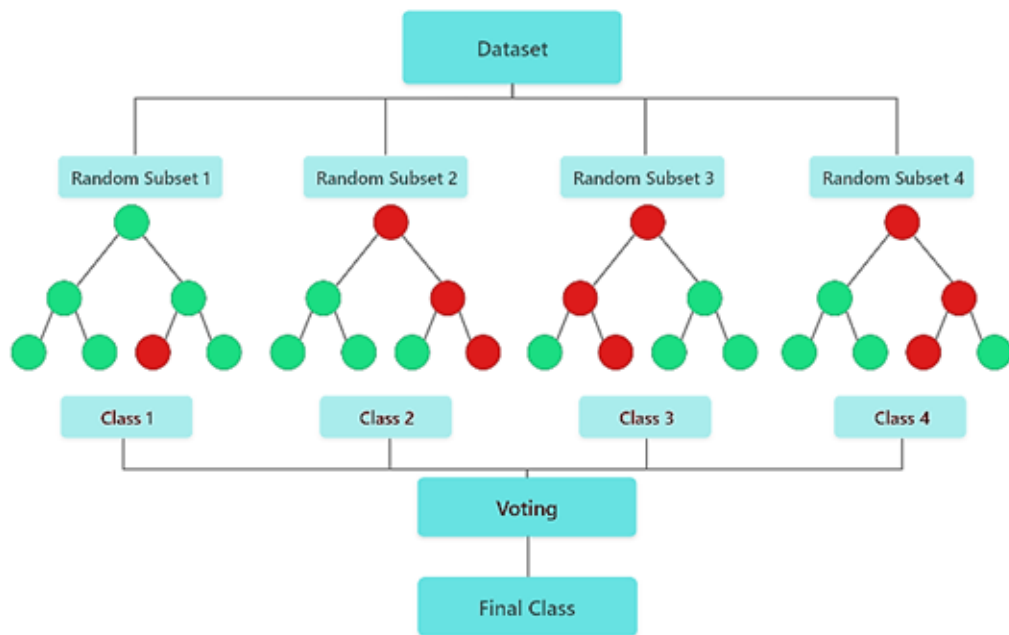 Dataset
Random Subset 1
Random Subset 2
Random Subset 3
Random Subset 4
Class 1
Class 2
Class 3
Class 4
Voting
Final Class